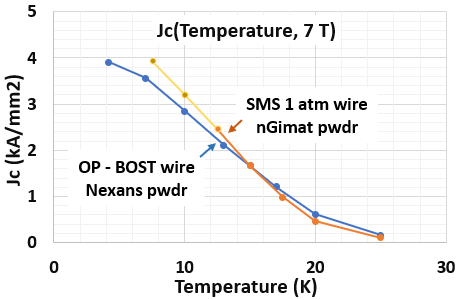 Jc(Temperature, 7 T)
5
4
3
2
1
0
Jc (kA/mm2)
SMS 1 atm wire
nGimat pwdr
OP - BOST wire
Nexans pwdr
0 10 20 30
Temperature (K)